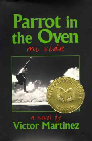 Parrot in
the Oven
mi vida
a novel by
Victor Martinez